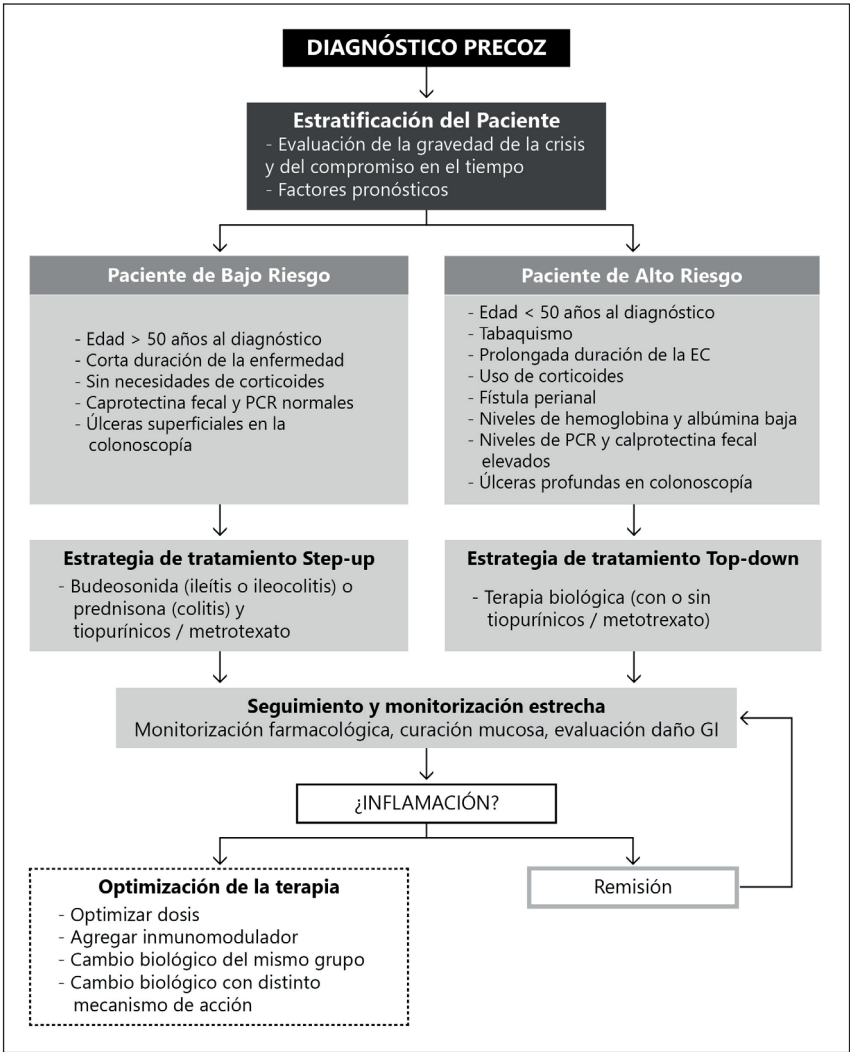 DIAGNÓSTICO PRECOZ
Estratificación del Paciente
- Evaluación de la gravedad de la crisis
y del compromiso en el tiempo
- Factores pronósticos
Paciente de Bajo Riesgo
- Edad > 50 años al diagnóstico
- Corta duración de la enfermedad
- Sin necesidades de corticoides
- Caprotectina fecal y PCR normales
- Úlceras superficiales en la
colonoscopía
Paciente de Alto Riesgo
- Edad < 50 años al diagnóstico
- Tabaquismo
- Prolongada duración de la EC
- Uso de corticoides
- Fístula perianal
- Niveles de hemoglobina y albúmina baja
- Niveles de PCR y calprotectina fecal
elevados
- Úlceras profundas en colonoscopía
Estrategia de tratamiento Step-up
- Budeosonida (ileítis o ileocolitis) o
prednisona (colitis) y
tiopurínicos / metrotexato
Estrategia de tratamiento Top-down
- Terapia biológica (con o sin
tiopurínicos / metotrexato)
Seguimiento y monitorización estrecha
Monitorización farmacológica, curación mucosa, evaluación daño GI
¿INFLAMACIÓN?
Optimización de la terapia
- Optimizar dosis
- Agregar inmunomodulador
- Cambio biológico del mismo grupo
- Cambio biológico con distinto
mecanismo de acción
Remisión